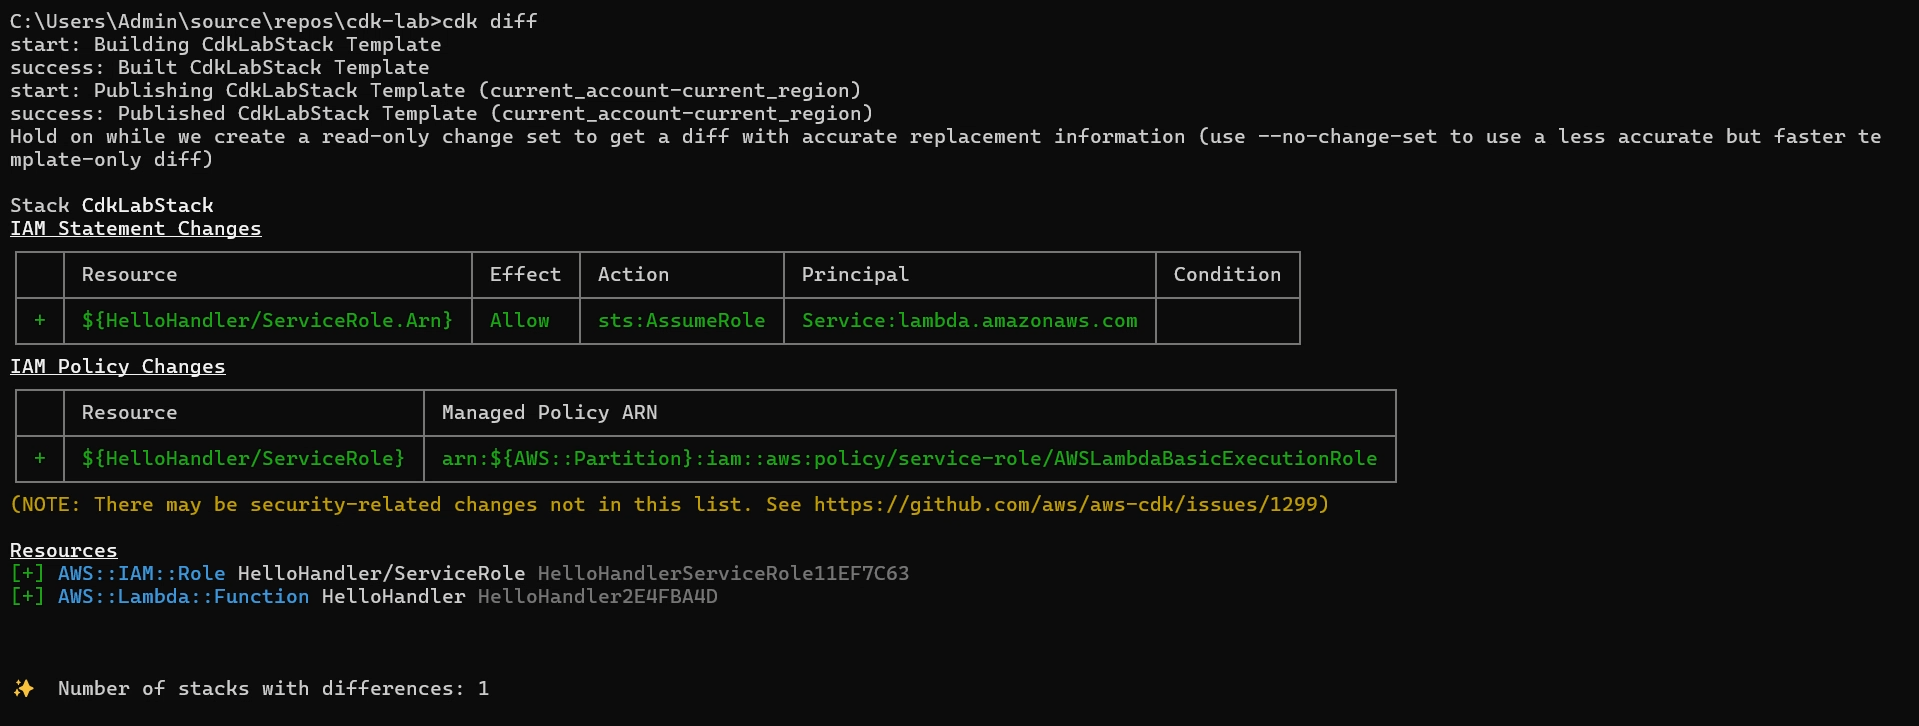 C:\Users\Admin\source\repos\cdk-lab>cdk diff
start: Building CdkLabStack Template
success: Built CdkLabStack Template
start: Publishing CdkLabStack Template (current_account-current_region)
success: Published CdkLabStack Template (current_account-current_region)
Hold on while we create a read-only change set to get a diff with accurate replacement information (use --no-change-set to use a less accurate but faster te
mplate-only diff)
Stack CdkLabStack
IAM Statement Changes
Resource Effect Action Principal Condition
+ ${HelloHandler/ServiceRole.Arn} Allow sts:AssumeRole Service:lambda.amazonaws.com
IAM Policy Changes
Resource Managed Policy ARN
+ ${HelloHandler/ServiceRole} arn:${AWS::Partition}:iam::aws:policy/service-role/AWSLambdaBasicExecutionRole
(NOTE: There may be security-related changes not in this list. See https://github.com/aws/aws-cdk/issues/1299)
Resources
[+] AWS::IAM::Role HelloHandler/ServiceRole HelloHandlerServiceRole11EF7C63
[+] AWS::Lambda::Function HelloHandler HelloHandler2E4FBA4D
✨ Number of stacks with differences: 1